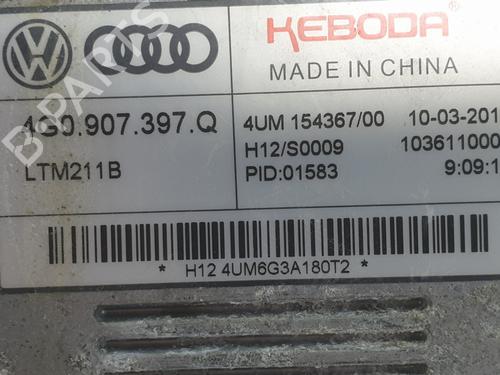 KEBODA
MADE IN CHINA
4G0.907.397.Q
LTM211B
4UM 154367/00 10-03-201
H12/S0009 103611000
PID:01583 9:09:1
* H12 4UM6G3A180T2 *
B-PARTS